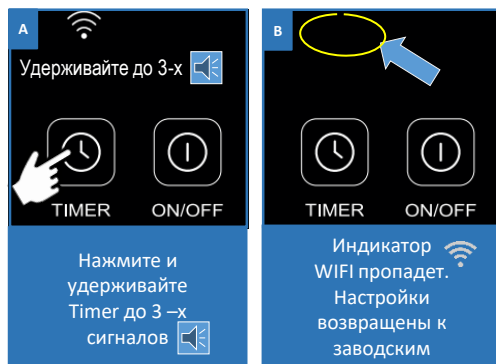 A
Удерживайте до 3-х
TIMER ON/OFF
Нажмите и
удерживайте
Timer до 3 –х
сигналов
B
TIMER ON/OFF
Индикатор
WIFI пропадет.
Настройки
возвращены к
заводским